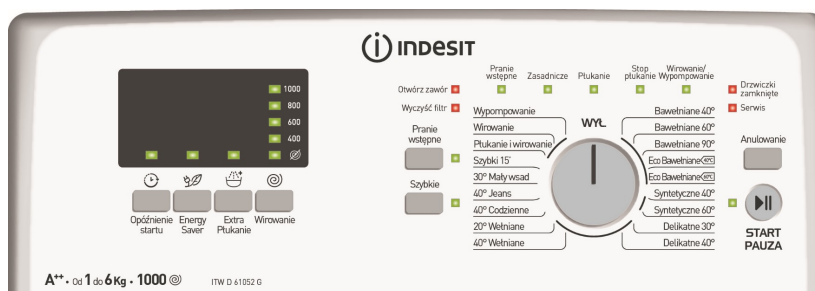 indesit
Pranie
wstępne
Zasadnicze
Płukanie
Stop
płukanie
Wirowanie/
Wypompowanie
Otwórz zawór
Wyczyść filtr
Drzwiczki
zamknięte
Serwis
1000
800
600
400
Pranie
wstępne
Szybkie
Opóźnienie
startu
Energy
Saver
Extra
Płukanie
Wirowanie
WYŁ.
Wypompowanie
Wirowanie
Płukanie i wirowanie
Szybki 15'
30° Mały wsad
40° Jeans
40° Codzienne
20° Wełniane
40° Wełniane
Bawełniane 40°
Bawełniane 60°
Bawełniane 90°
Eco Bawełniane 40°C
Eco Bawełniane 60°C
Syntetyczne 40°
Syntetyczne 60°
Delikatne 30°
Delikatne 40°
Anulowanie
START
PAUZA
A++ • Od 1 do 6 Kg • 1000
ITW D 61052 G